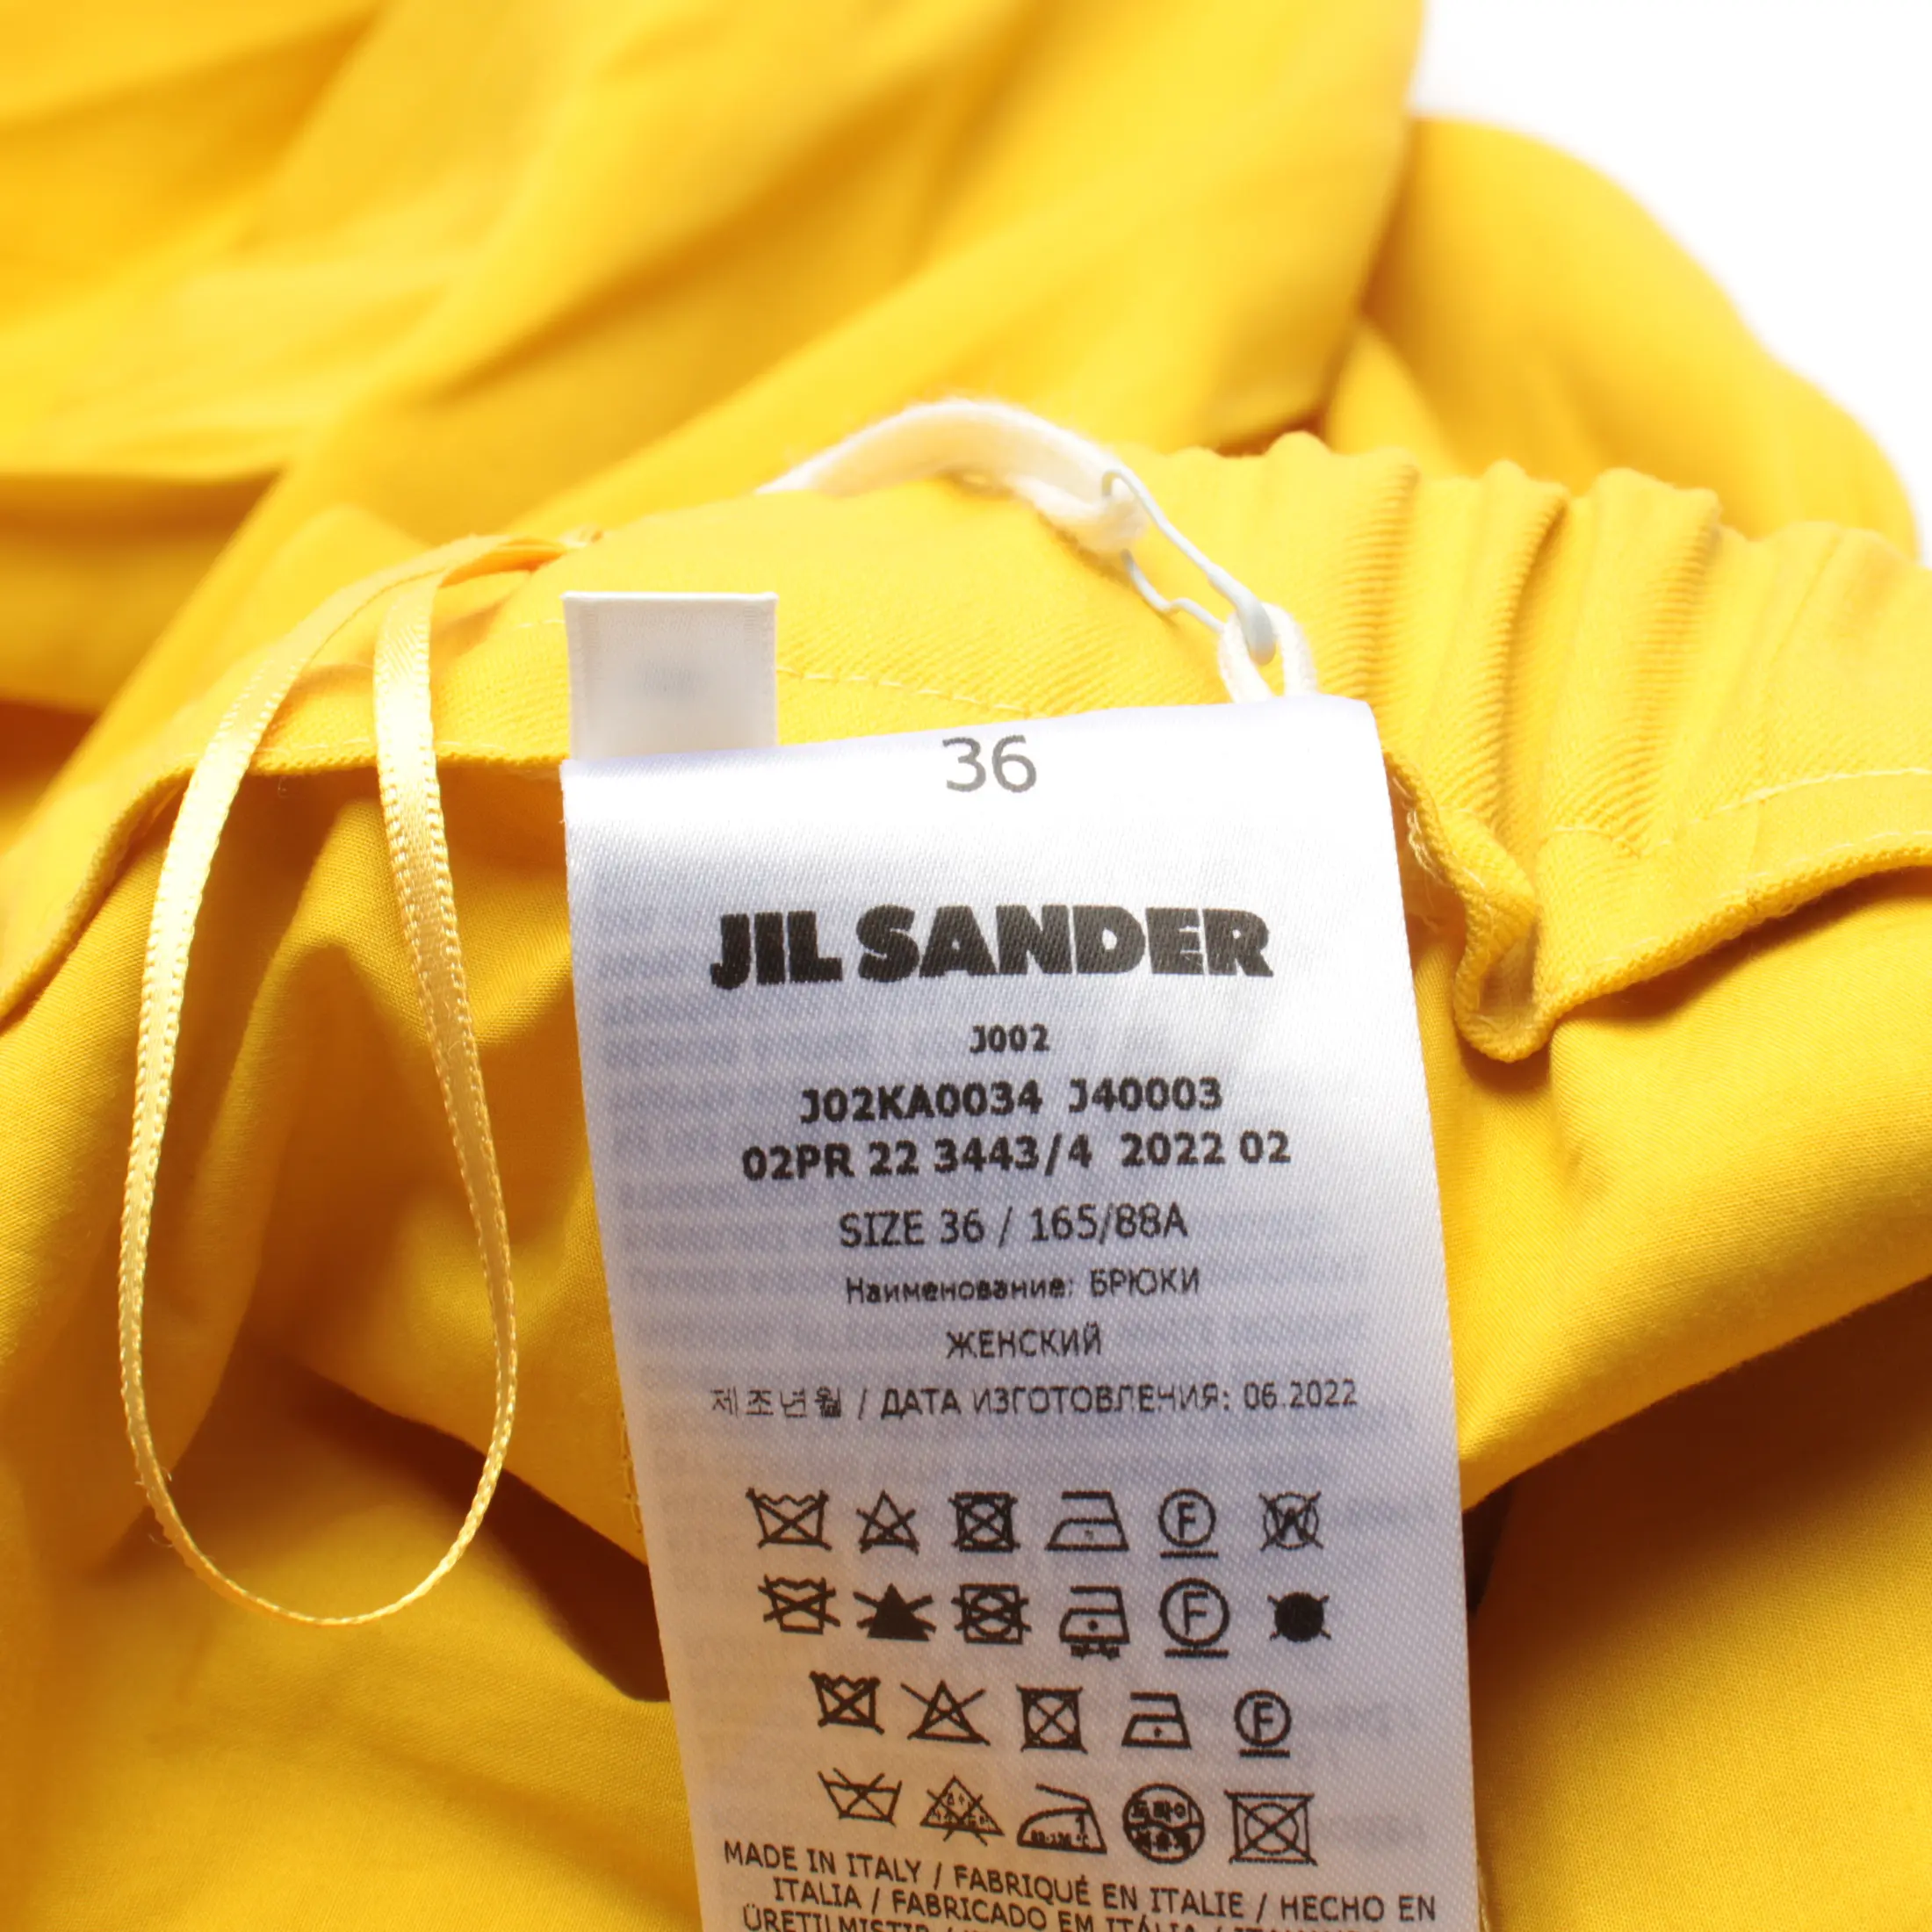 36
JIL SANDER
J002
J02KA0034 J40003
02PR 22 3443/4 2022 02
SIZE 36 / 165/88A
Наименование: БРЮКИ
ЖЕНСКИЙ
제조년월 / ДАТА ИЗГОТОВЛЕНИЯ: 06.2022
F W
F
F
MADE IN ITALY / FABRIQUÉ EN ITALIE / HECHO EN
ITALIA / FABRICADO EM ITÁLIA /